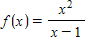 f(x) = x² / (x − 1)